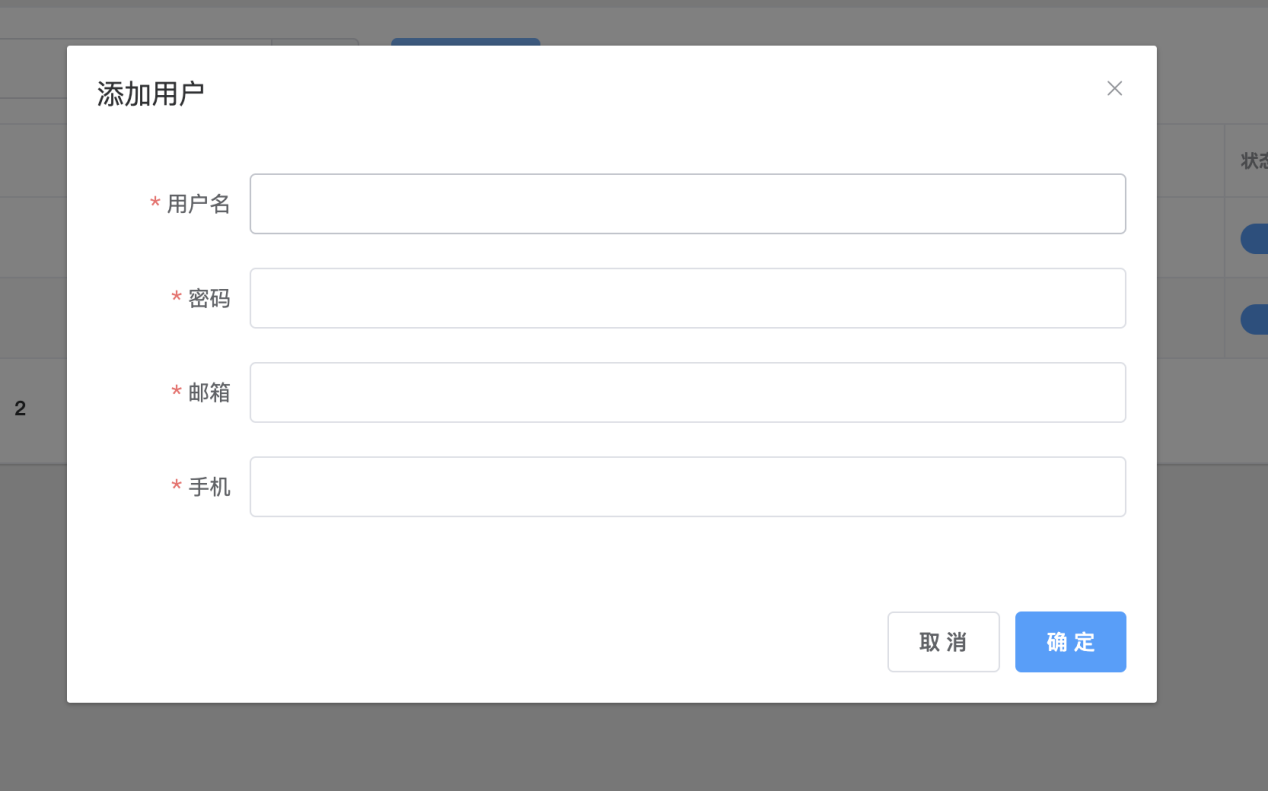 添加用户
状态
* 用户名
* 密码
* 邮箱
2
* 手机
取 消
确 定